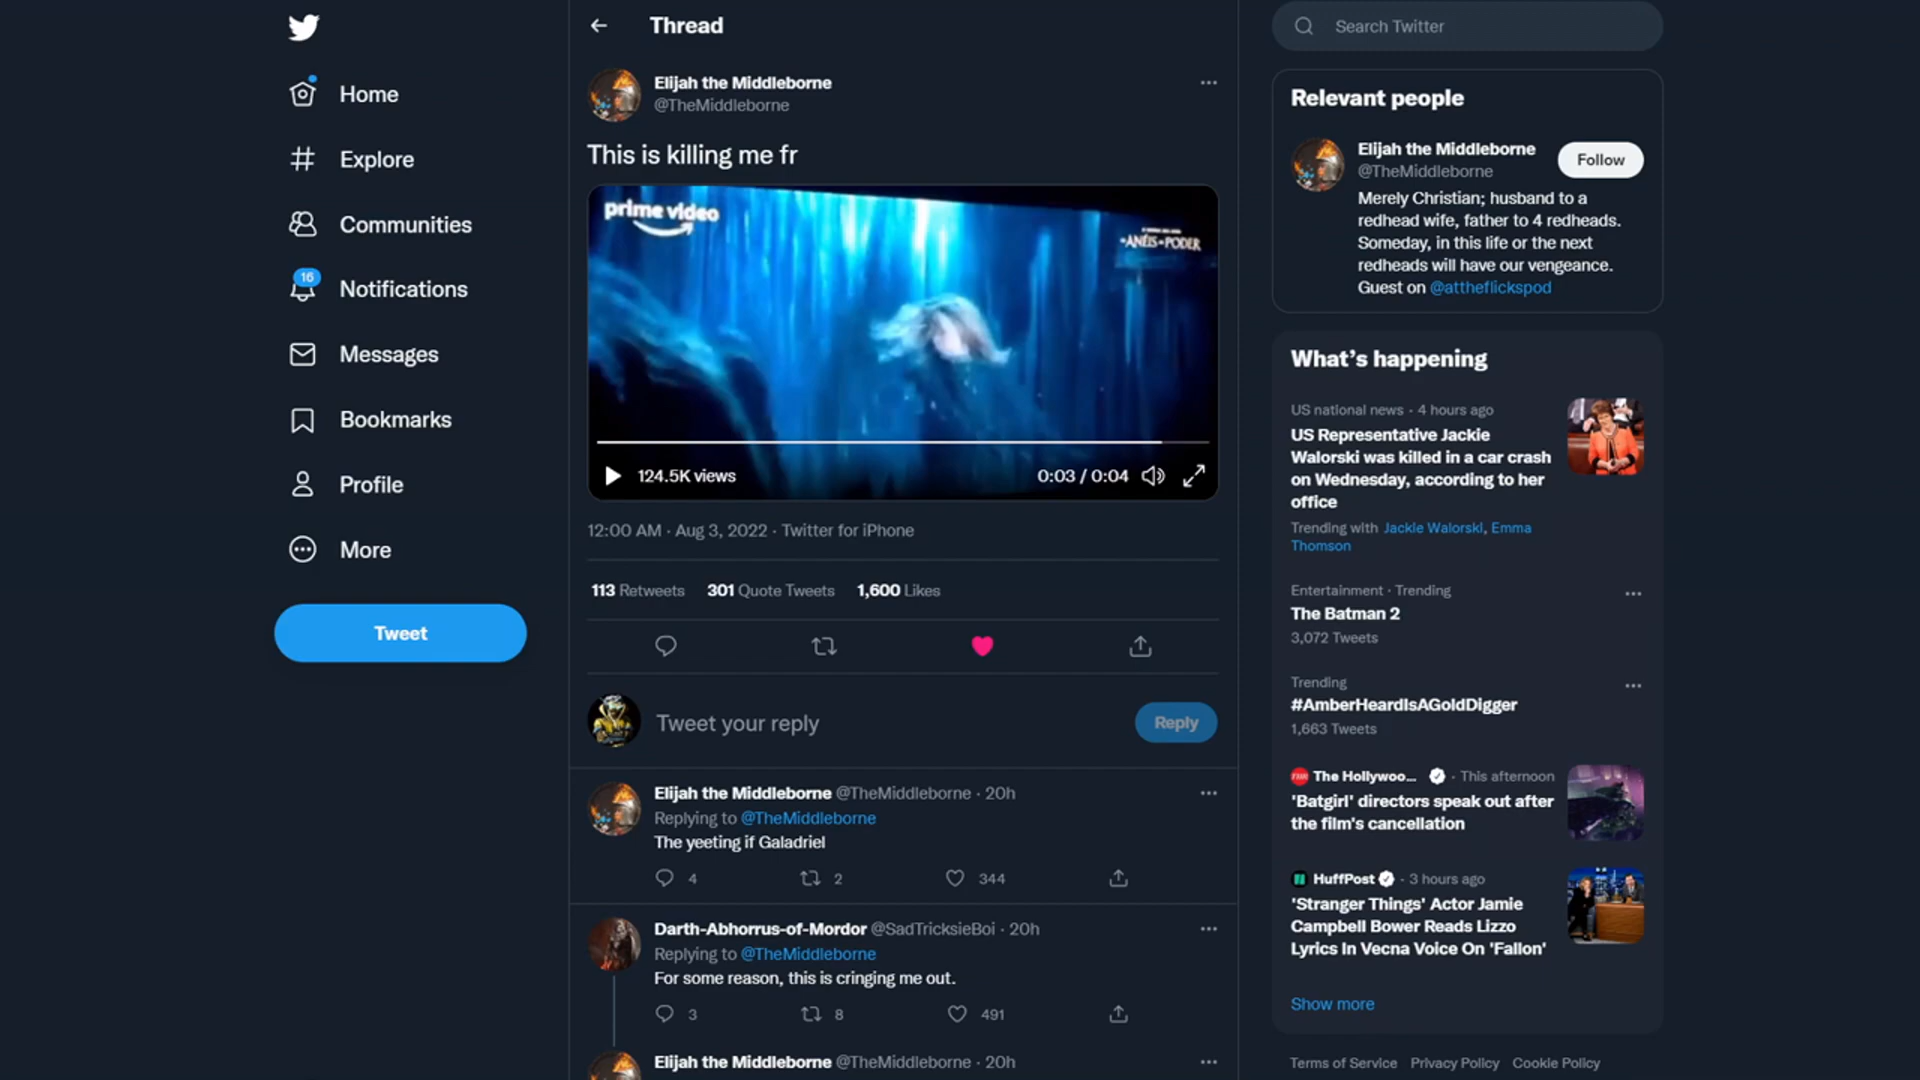 Home
Explore
Communities
16
Notifications
Messages
Bookmarks
Profile
More
Tweet
Thread
Elijah the Middleborne
@TheMiddleborne
This is killing me fr
prime video
ANÉIS DE PODER
124.5K views
0:03 / 0:04
12:00 AM · Aug 3, 2022 · Twitter for iPhone
113 Retweets 301 Quote Tweets 1,600 Likes
Tweet your reply
Reply
Elijah the Middleborne @TheMiddleborne · 20h
Replying to @TheMiddleborne
The yeeting if Galadriel
4 2 344
Darth-Abhorrus-of-Mordor @SadTricksieBoi · 20h
Replying to @TheMiddleborne
For some reason, this is cringing me out.
3 8 491
Elijah the Middleborne @TheMiddleborne · 20h
Search Twitter
Relevant people
Elijah the Middleborne
@TheMiddleborne
Follow
Merely Christian; husband to a
redhead wife, father to 4 redheads.
Someday, in this life or the next
redheads will have our vengeance.
Guest on @attheflickspod
What's happening
US national news · 4 hours ago
US Representative Jackie
Walorski was killed in a car crash
on Wednesday, according to her
office
Trending with Jackie Walorski, Emma
Thomson
Entertainment · Trending
The Batman 2
3,072 Tweets
Trending
#AmberHeardIsAGoldDigger
1,663 Tweets
The Hollywoo... · This afternoon
'Batgirl' directors speak out after
the film's cancellation
HuffPost · 3 hours ago
'Stranger Things' Actor Jamie
Campbell Bower Reads Lizzo
Lyrics In Vecna Voice On 'Fallon'
Show more
Terms of Service Privacy Policy Cookie Policy